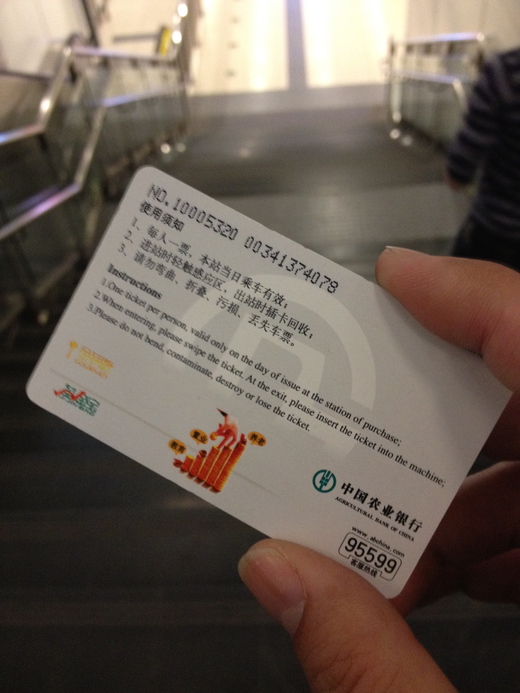 NO. 10005320 00341374078
使用须知
1、每人一票、本站当日乘车有效;
2、进站时轻触感应区, 出站时插卡回收;
3、请勿弯曲、折叠、污损、丢失车票。
Instructions
1.One ticket per person, valid only on the day of issue at the station of purchase;
2.When entering, please swipe the ticket. At the exit, please insert the ticket into the machine;
3.Please do not bend, contaminate, destroy or lose the ticket.
中国农业银行
AGRICULTURAL BANK OF CHINA
www.abchina.com
95599
客服热线